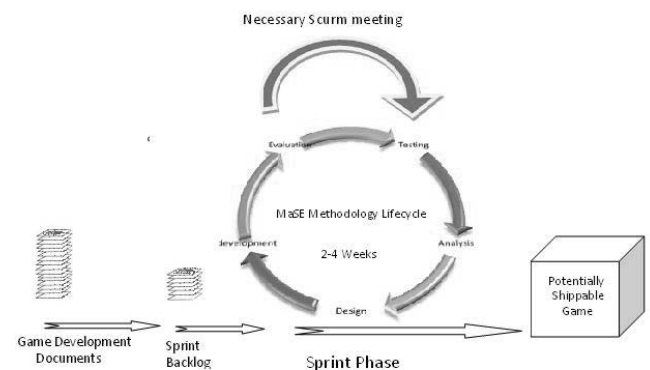 Necessary Scurm meeting
Evaluation
Testing
MaSE Methodology Lifecycle
development
Analysis
2-4 Weeks
Design
Potentially
Shippable
Game
Game Development
Documents
Sprint
Backlog
Sprint Phase